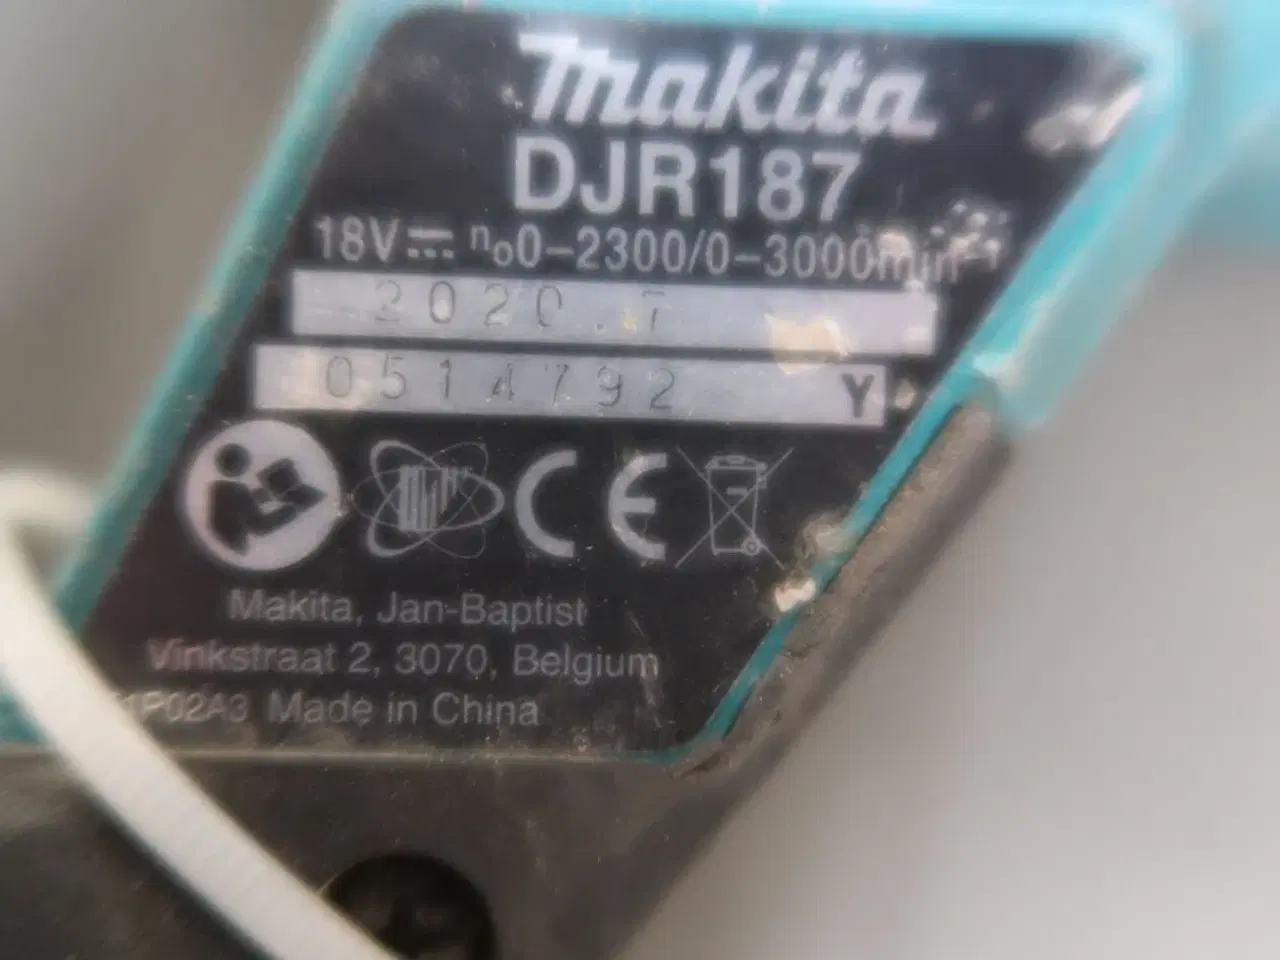 makita
DJR187
18V⎓ n₀0-2300/0-3000min⁻¹
2020.7
0514792 Y
CE
Makita, Jan-Baptist
Vinkstraat 2, 3070, Belgium
Made in China